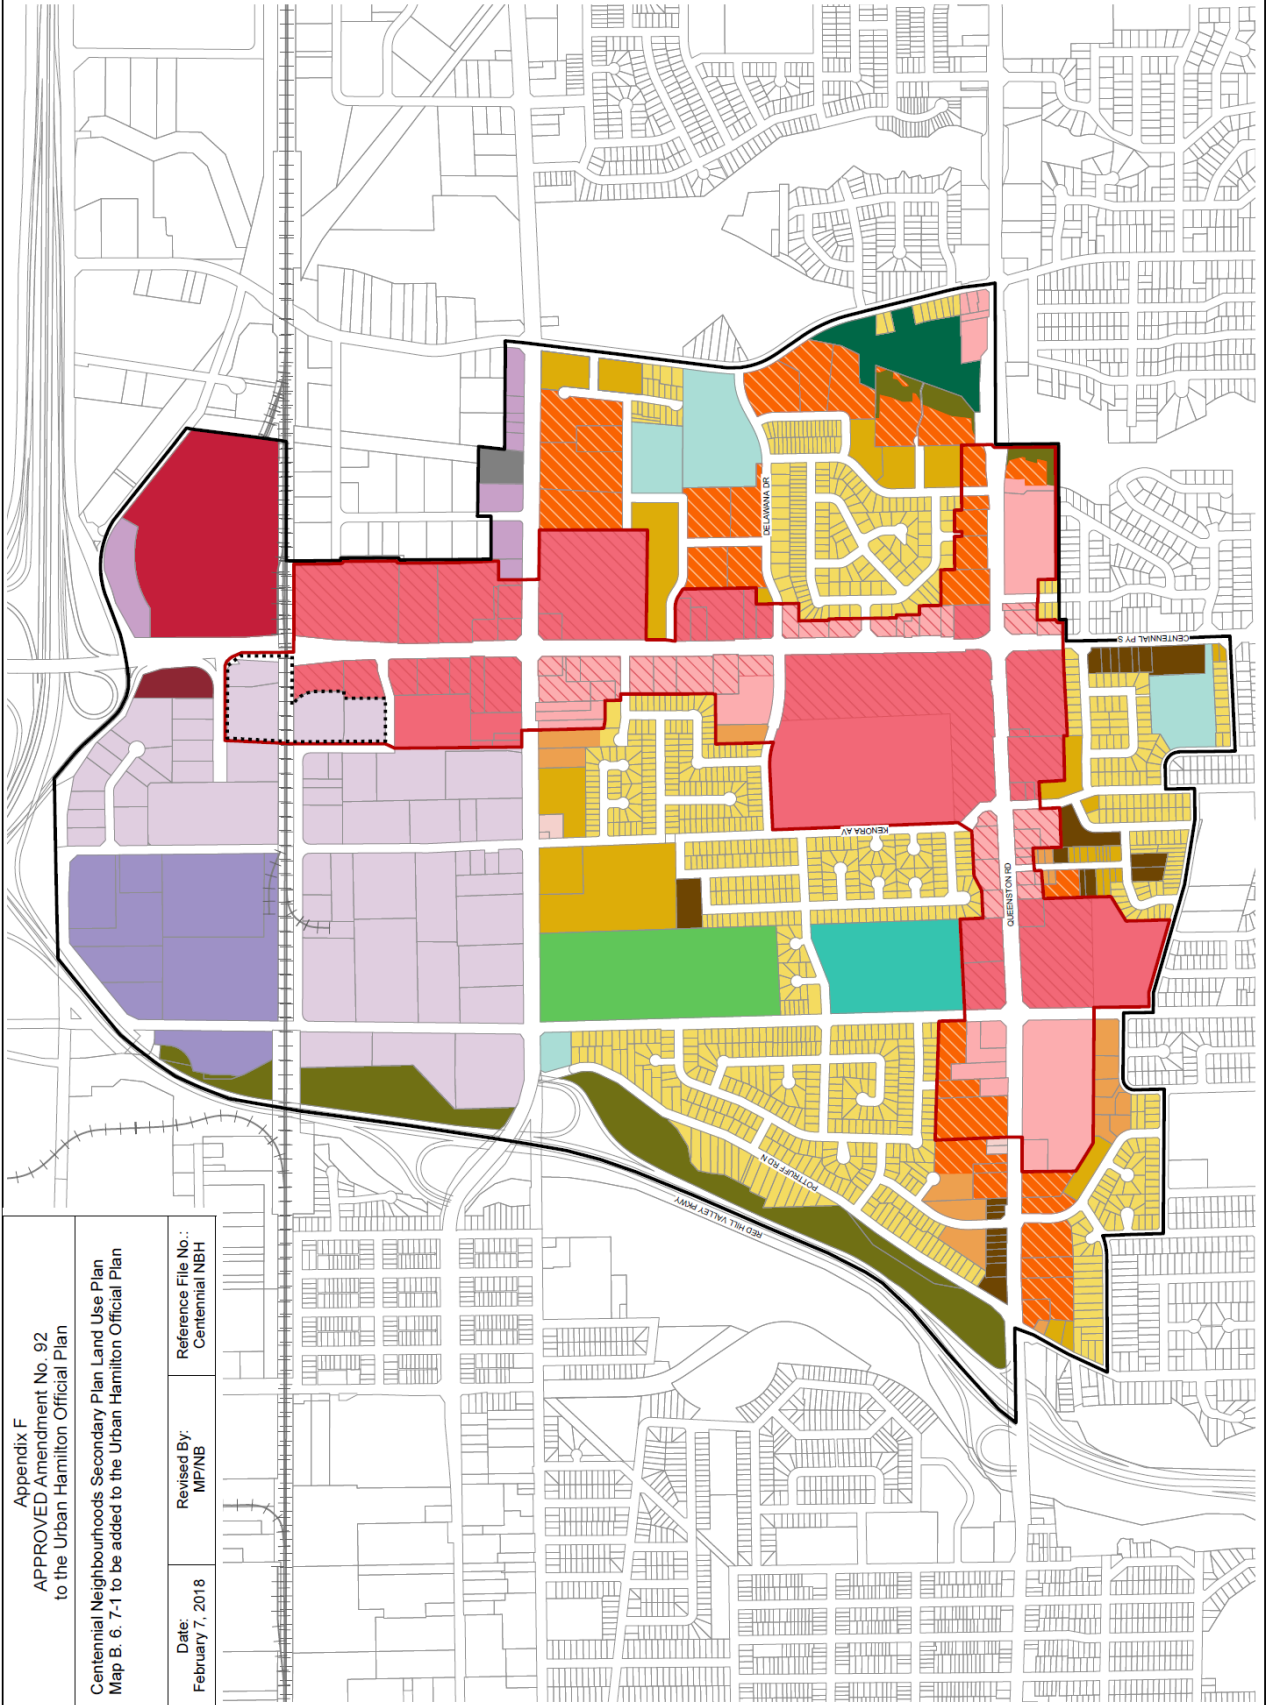 Appendix F
APPROVED Amendment No. 92
to the Urban Hamilton Official Plan
Centennial Neighbourhoods Secondary Plan Land Use Plan
Map B. 6. 7-1 to be added to the Urban Hamilton Official Plan
Date:
February 7, 2018
Revised By:
MP/NB
Reference File No.:
Centennial NBH
DELAWANA DR
CENTENNIAL PY S
KENORA AV
QUEENSTON RD
POTTRUFF RD N
RED HILL VALLEY PKWY